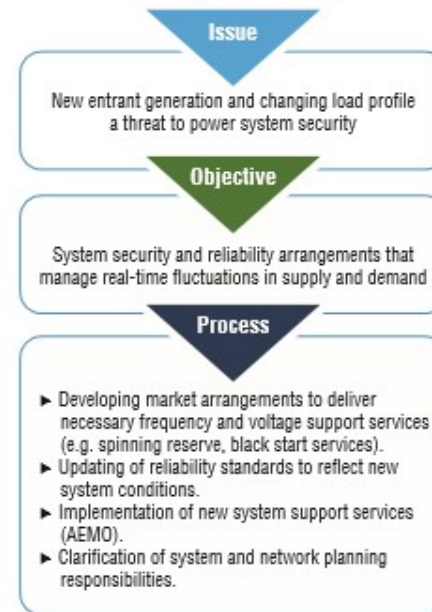 Issue
New entrant generation and changing load profile
a threat to power system security
Objective
System security and reliability arrangements that
manage real-time fluctuations in supply and demand
Process
► Developing market arrangements to deliver
necessary frequency and voltage support services
(e.g. spinning reserve, black start services).
► Updating of reliability standards to reflect new
system conditions.
► Implementation of new system support services
(AEMO).
► Clarification of system and network planning
responsibilities.